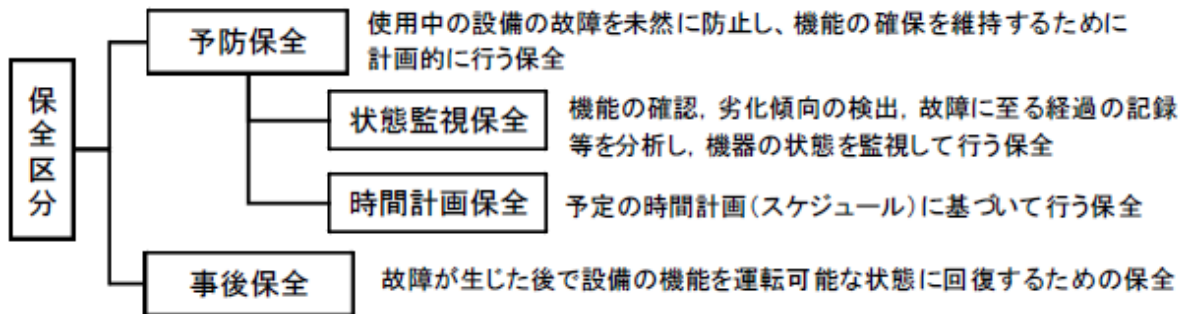 保全区分
予防保全
使用中の設備の故障を未然に防止し、機能の確保を維持するために
計画的に行う保全
状態監視保全
機能の確認，劣化傾向の検出，故障に至る経過の記録
等を分析し，機器の状態を監視して行う保全
時間計画保全
予定の時間計画(スケジュール)に基づいて行う保全
事後保全
故障が生じた後で設備の機能を運転可能な状態に回復するための保全